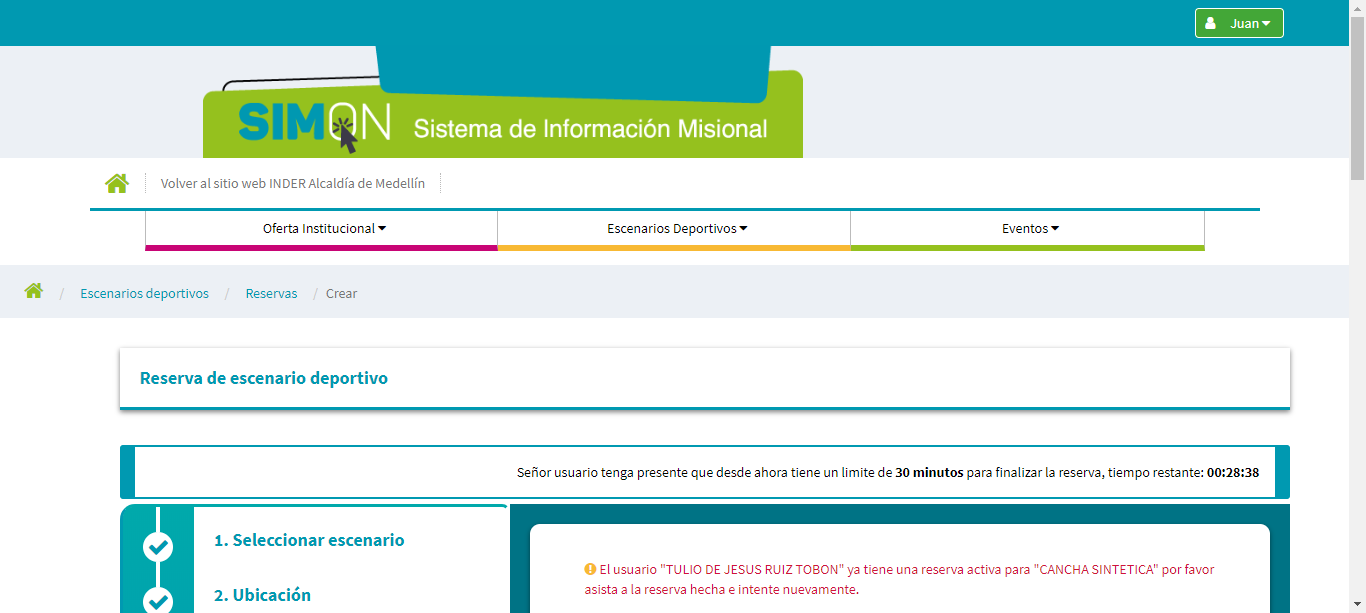 Juan
SIMON Sistema de Información Misional
Volver al sitio web INDER Alcaldía de Medellín
Oferta Institucional Escenarios Deportivos Eventos
/ Escenarios deportivos / Reservas / Crear
Reserva de escenario deportivo
Señor usuario tenga presente que desde ahora tiene un limite de 30 minutos para finalizar la reserva, tiempo restante: 00:28:38
1. Seleccionar escenario
2. Ubicación
El usuario "TULIO DE JESUS RUIZ TOBON" ya tiene una reserva activa para "CANCHA SINTETICA" por favor
asista a la reserva hecha e intente nuevamente.